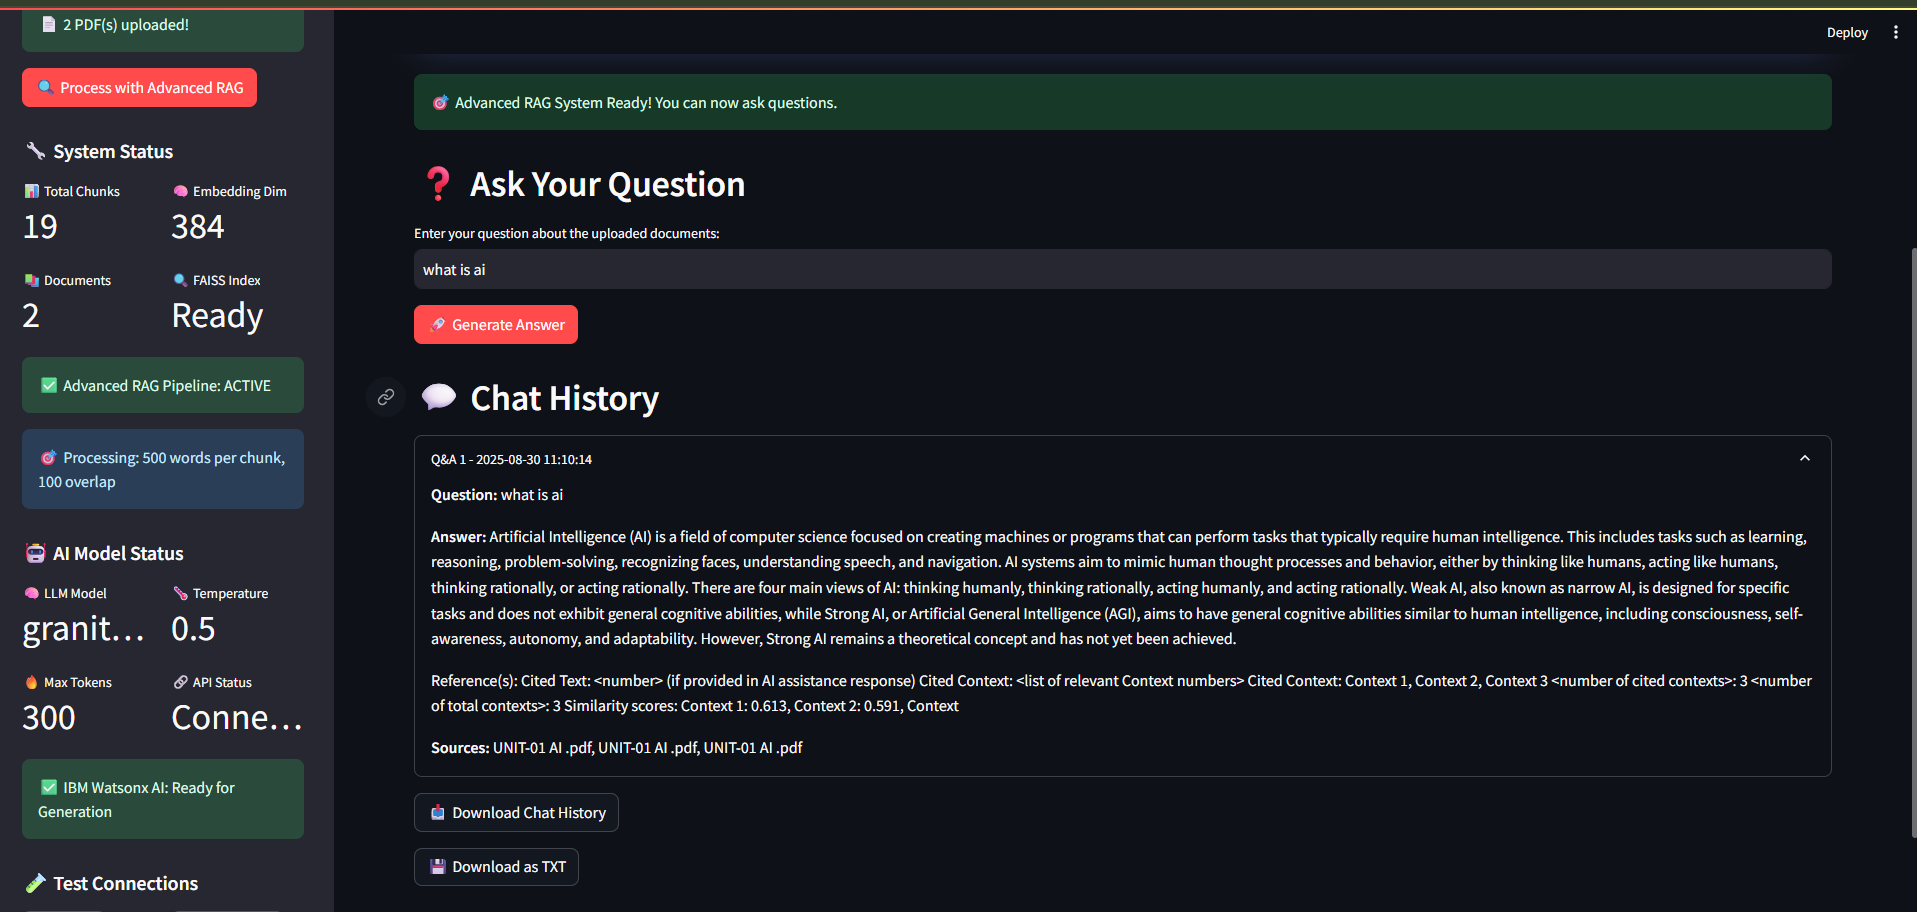 2 PDF(s) uploaded!
Process with Advanced RAG
System Status
Total Chunks
Embedding Dim
19
384
Documents
FAISS Index
2
Ready
Advanced RAG Pipeline: ACTIVE
Processing: 500 words per chunk,
100 overlap
AI Model Status
LLM Model
Temperature
granit...
0.5
Max Tokens
API Status
300
Conne...
IBM Watsonx AI: Ready for
Generation
Test Connections
Deploy
Advanced RAG System Ready! You can now ask questions.
Ask Your Question
Enter your question about the uploaded documents:
what is ai
Generate Answer
Chat History
Q&A 1 - 2025-08-30 11:10:14
Question: what is ai
Answer: Artificial Intelligence (AI) is a field of computer science focused on creating machines or programs that can perform tasks that typically require human intelligence. This includes tasks such as learning,
reasoning, problem-solving, recognizing faces, understanding speech, and navigation. AI systems aim to mimic human thought processes and behavior, either by thinking like humans, acting like humans,
thinking rationally, or acting rationally. There are four main views of AI: thinking humanly, thinking rationally, acting humanly, and acting rationally. Weak AI, also known as narrow AI, is designed for specific
tasks and does not exhibit general cognitive abilities, while Strong AI, or Artificial General Intelligence (AGI), aims to have general cognitive abilities similar to human intelligence, including consciousness, self-
awareness, autonomy, and adaptability. However, Strong AI remains a theoretical concept and has not yet been achieved.
Reference(s): Cited Text: <number> (if provided in AI assistance response) Cited Context: <list of relevant Context numbers> Cited Context: Context 1, Context 2, Context 3 <number of cited contexts>: 3 <number
of total contexts>: 3 Similarity scores: Context 1: 0.613, Context 2: 0.591, Context
Sources: UNIT-01 AI .pdf, UNIT-01 AI .pdf, UNIT-01 AI .pdf
Download Chat History
Download as TXT